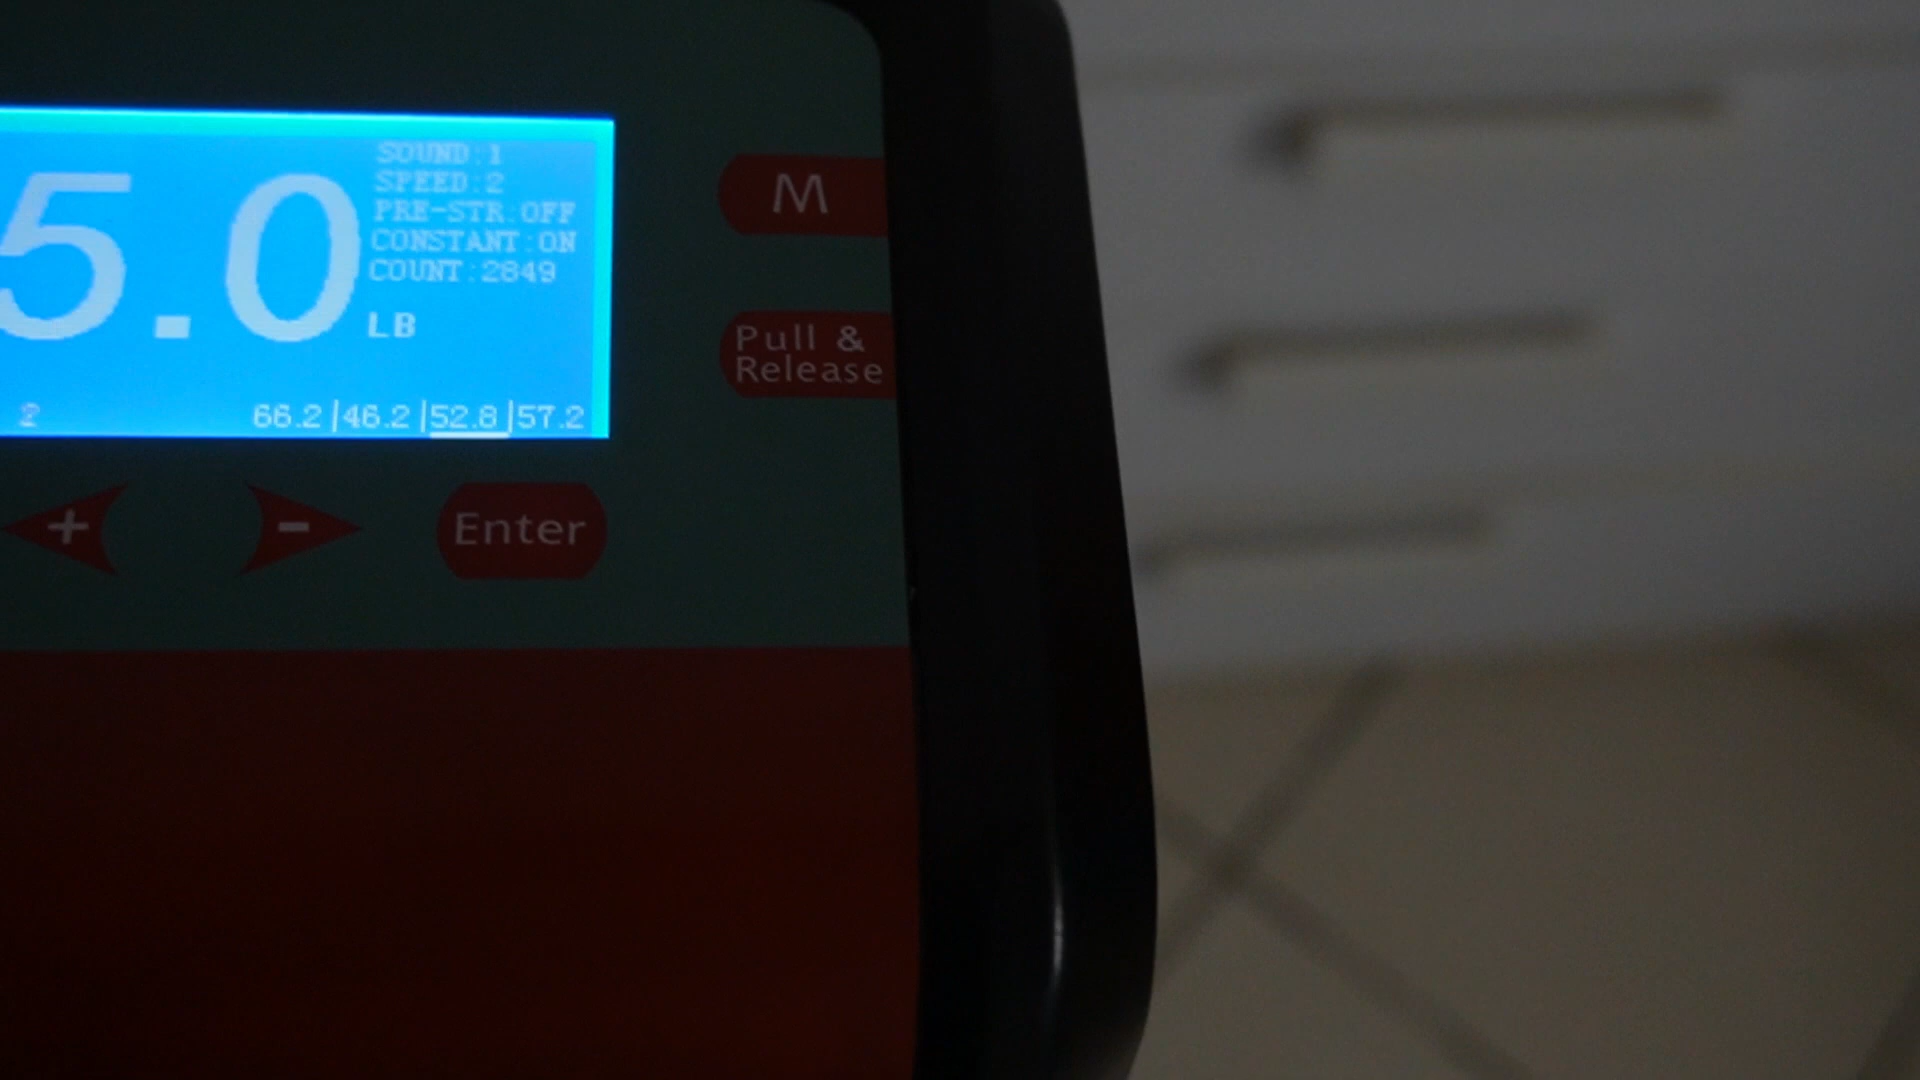 5.0 LB
SOUND:1
SPEED:2
PRE-STR:OFF
CONSTANT:ON
COUNT:2849
2
66.2|46.2|52.8|57.2
M
Pull &
Release
+
-
Enter